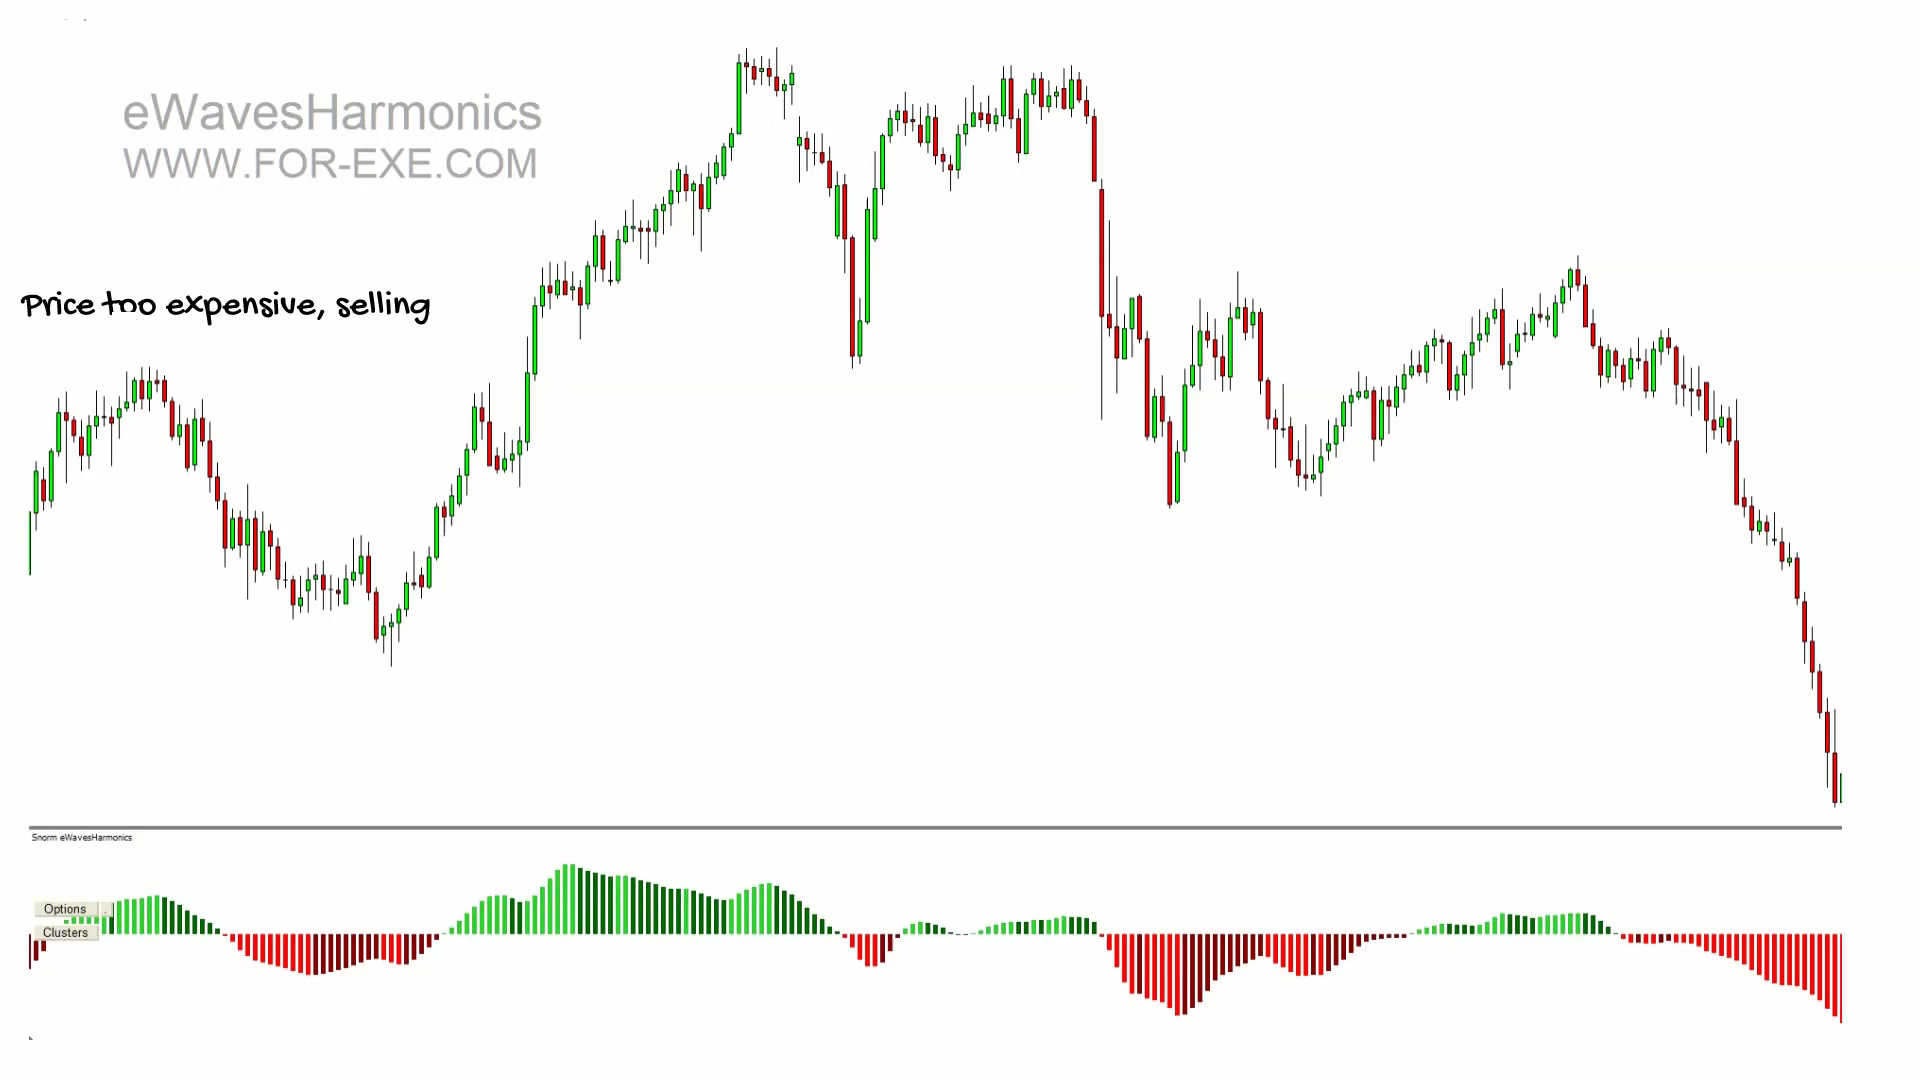 eWavesHarmonics
WWW.FOR-EXE.COM
Price too expensive, selling
Snorm eWavesHarmonics
Options
Clusters